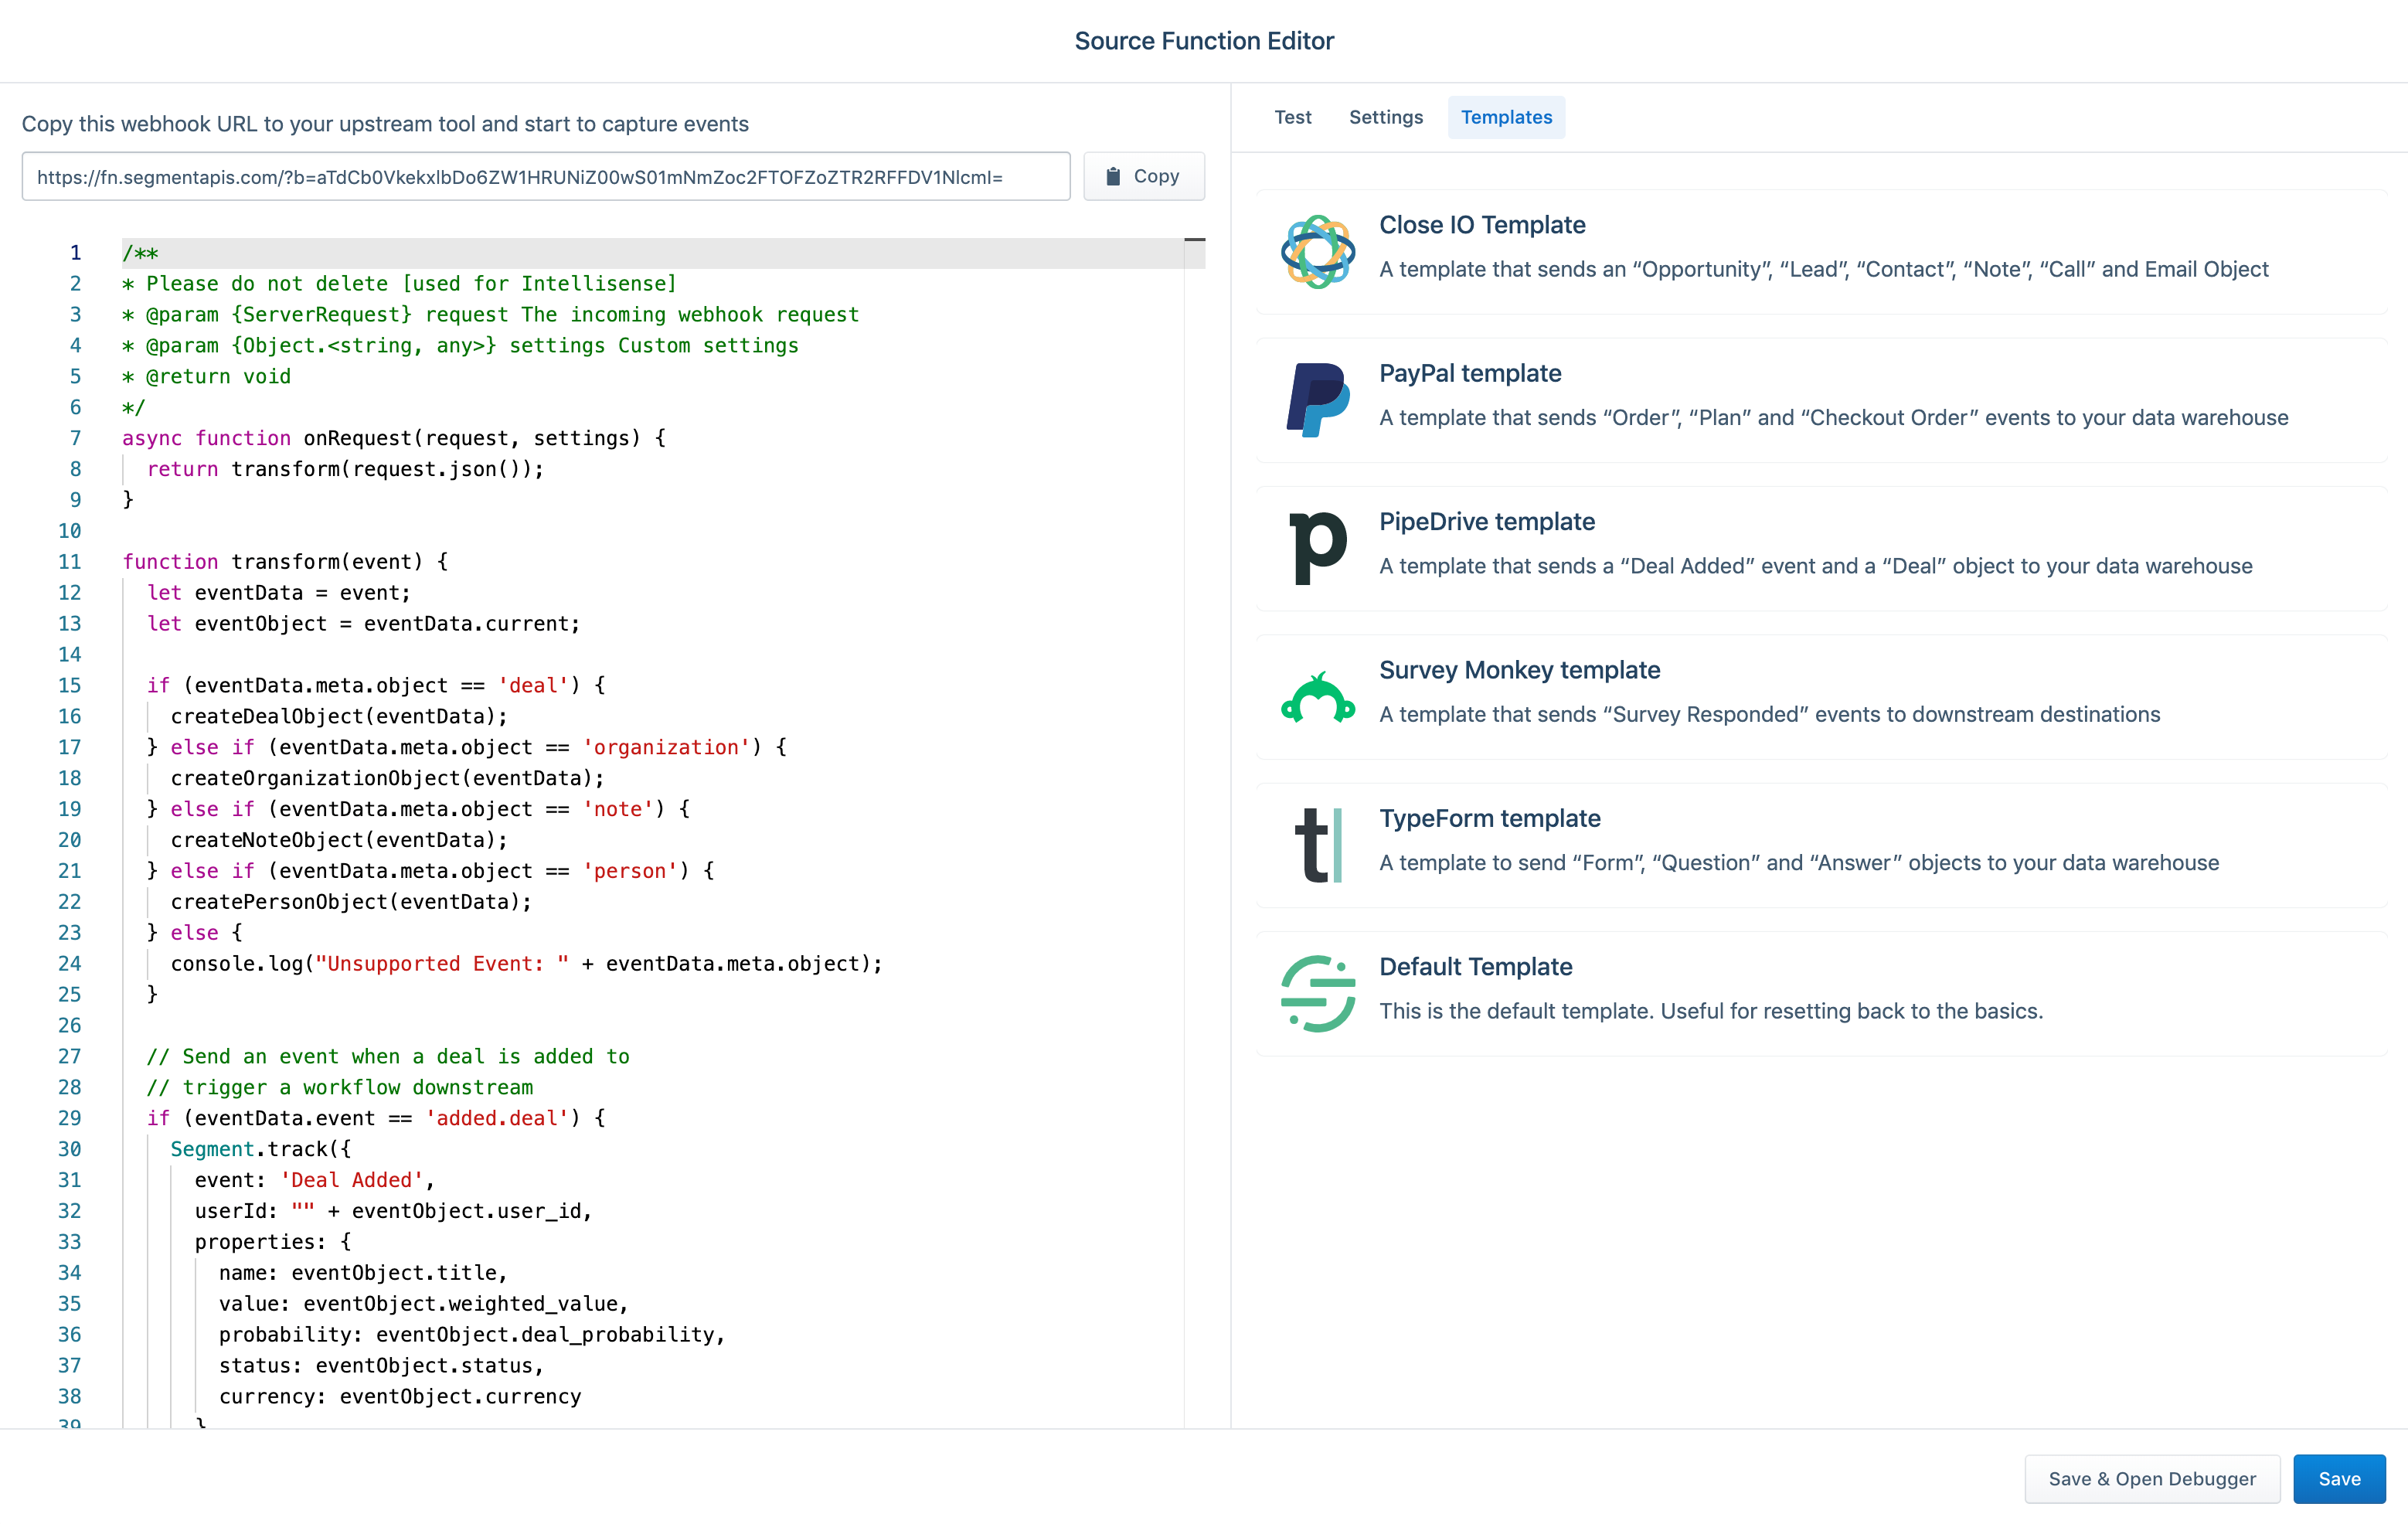 Source Function Editor
Copy this webhook URL to your upstream tool and start to capture events
https://fn.segmentapis.com/?b=aTdCb0VkekxlbDo6ZW1HRUNiZ00wS01mNmZoc2FTOFZoZTR2RFFDV1NlcmI=
Copy
1 /**
2 * Please do not delete [used for Intellisense]
3 * @param {ServerRequest} request The incoming webhook request
4 * @param {Object.<string, any>} settings Custom settings
5 * @return void
6 */
7 async function onRequest(request, settings) {
8 return transform(request.json());
9 }
10
11 function transform(event) {
12 let eventData = event;
13 let eventObject = eventData.current;
14
15 if (eventData.meta.object == 'deal') {
16 createDealObject(eventData);
17 } else if (eventData.meta.object == 'organization') {
18 createOrganizationObject(eventData);
19 } else if (eventData.meta.object == 'note') {
20 createNoteObject(eventData);
21 } else if (eventData.meta.object == 'person') {
22 createPersonObject(eventData);
23 } else {
24 console.log("Unsupported Event: " + eventData.meta.object);
25 }
26
27 // Send an event when a deal is added to
28 // trigger a workflow downstream
29 if (eventData.event == 'added.deal') {
30 Segment.track({
31 event: 'Deal Added',
32 userId: "" + eventObject.user_id,
33 properties: {
34 name: eventObject.title,
35 value: eventObject.weighted_value,
36 probability: eventObject.deal_probability,
37 status: eventObject.status,
38 currency: eventObject.currency
39 }
Test Settings Templates
Close IO Template
A template that sends an “Opportunity”, “Lead”, “Contact”, “Note”, “Call” and Email Object
PayPal template
A template that sends “Order”, “Plan” and “Checkout Order” events to your data warehouse
PipeDrive template
A template that sends a “Deal Added” event and a “Deal” object to your data warehouse
Survey Monkey template
A template that sends “Survey Responded” events to downstream destinations
TypeForm template
A template to send “Form”, “Question” and “Answer” objects to your data warehouse
Default Template
This is the default template. Useful for resetting back to the basics.
Save & Open Debugger
Save